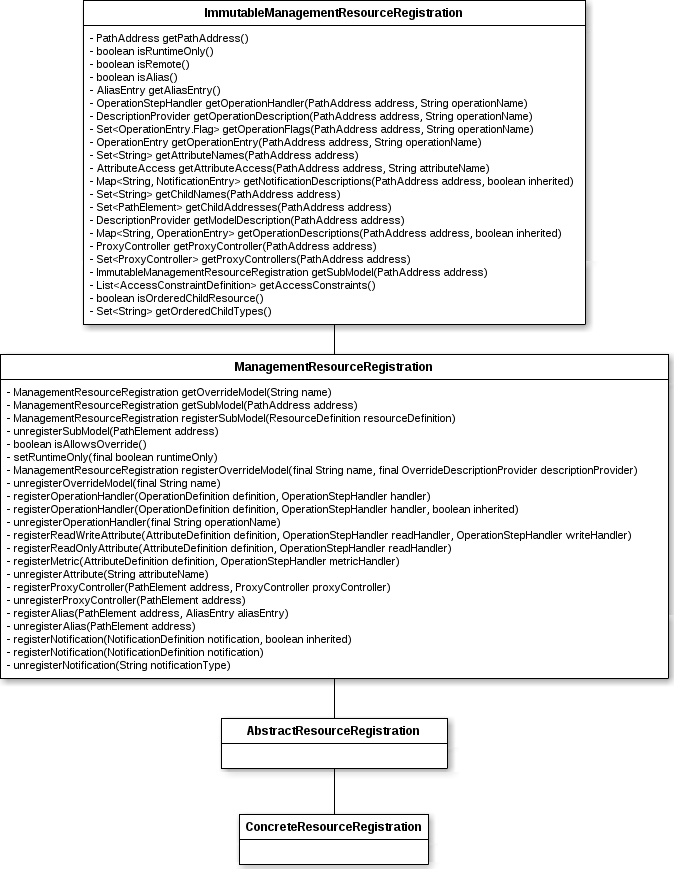 ImmutableManagementResourceRegistration
- PathAddress getPathAddress()
- boolean isRuntimeOnly()
- boolean isRemote()
- boolean isAlias()
- AliasEntry getAliasEntry()
- OperationStepHandler getOperationHandler(PathAddress address, String operationName)
- DescriptionProvider getOperationDescription(PathAddress address, String operationName)
- Set<OperationEntry.Flag> getOperationFlags(PathAddress address, String operationName)
- OperationEntry getOperationEntry(PathAddress address, String operationName)
- Set<String> getAttributeNames(PathAddress address)
- AttributeAccess getAttributeAccess(PathAddress address, String attributeName)
- Map<String, NotificationEntry> getNotificationDescriptions(PathAddress address, boolean inherited)
- Set<String> getChildNames(PathAddress address)
- Set<PathElement> getChildAddresses(PathAddress address)
- DescriptionProvider getModelDescription(PathAddress address)
- Map<String, OperationEntry> getOperationDescriptions(PathAddress address, boolean inherited)
- ProxyController getProxyController(PathAddress address)
- Set<ProxyController> getProxyControllers(PathAddress address)
- ImmutableManagementResourceRegistration getSubModel(PathAddress address)
- List<AccessConstraintDefinition> getAccessConstraints()
- boolean isOrderedChildResource()
- Set<String> getOrderedChildTypes()
ManagementResourceRegistration
- ManagementResourceRegistration getOverrideModel(String name)
- ManagementResourceRegistration getSubModel(PathAddress address)
- ManagementResourceRegistration registerSubModel(ResourceDefinition resourceDefinition)
- unregisterSubModel(PathElement address)
- boolean isAllowsOverride()
- setRuntimeOnly(final boolean runtimeOnly)
- ManagementResourceRegistration registerOverrideModel(final String name, final OverrideDescriptionProvider descriptionProvider)
- unregisterOverrideModel(final String name)
- registerOperationHandler(OperationDefinition definition, OperationStepHandler handler)
- registerOperationHandler(OperationDefinition definition, OperationStepHandler handler, boolean inherited)
- unregisterOperationHandler(final String operationName)
- registerReadWriteAttribute(AttributeDefinition definition, OperationStepHandler readHandler, OperationStepHandler writeHandler)
- registerReadOnlyAttribute(AttributeDefinition definition, OperationStepHandler readHandler)
- registerMetric(AttributeDefinition definition, OperationStepHandler metricHandler)
- unregisterAttribute(String attributeName)
- registerProxyController(PathElement address, ProxyController proxyController)
- unregisterProxyController(PathElement address)
- registerAlias(PathElement address, AliasEntry aliasEntry)
- unregisterAlias(PathElement address)
- registerNotification(NotificationDefinition notification, boolean inherited)
- registerNotification(NotificationDefinition notification)
- unregisterNotification(String notificationType)
AbstractResourceRegistration
ConcreteResourceRegistration